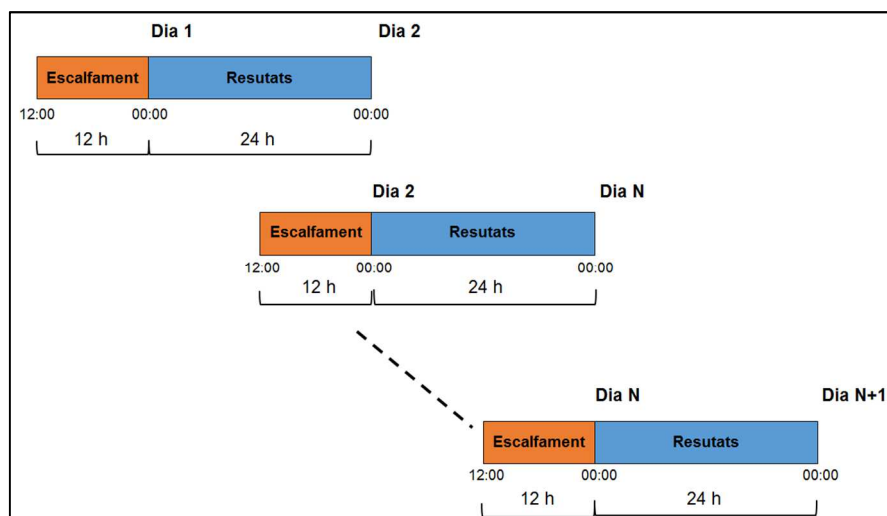 Dia 1 Dia 2
Escalfament Resutats
12:00 00:00 00:00
12 h 24 h
Dia 2 Dia N
Escalfament Resutats
12:00 00:00 00:00
12 h 24 h
Dia N Dia N+1
Escalfament Resutats
12:00 00:00 00:00
12 h 24 h